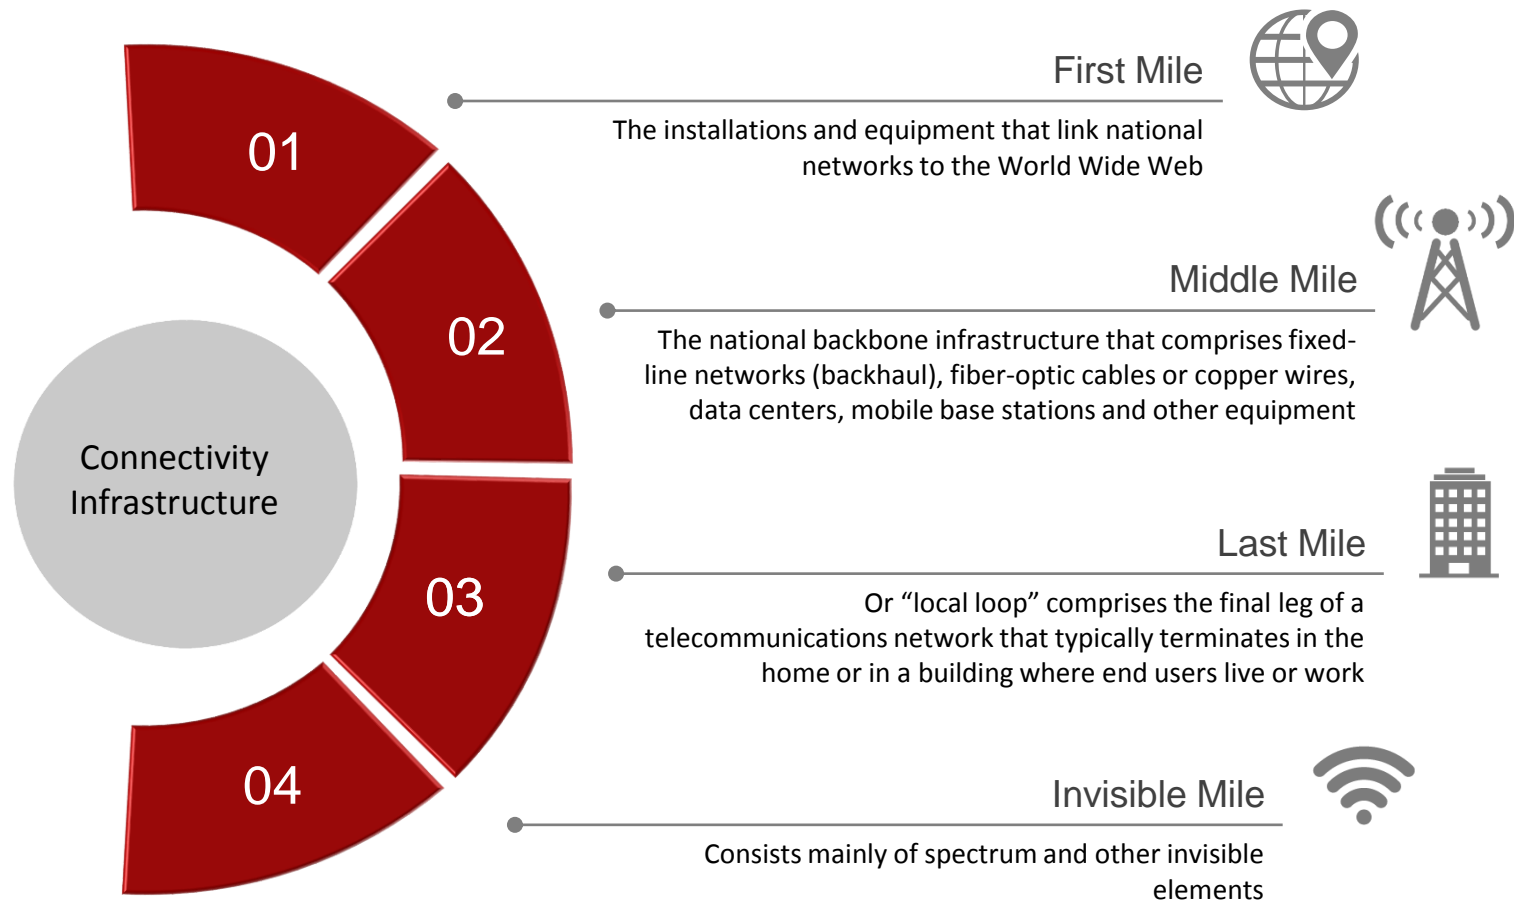 01
First Mile
The installations and equipment that link national
networks to the World Wide Web
02
Middle Mile
The national backbone infrastructure that comprises fixed-
line networks (backhaul), fiber-optic cables or copper wires,
data centers, mobile base stations and other equipment
Connectivity
Infrastructure
03
Last Mile
Or “local loop” comprises the final leg of a
telecommunications network that typically terminates in the
home or in a building where end users live or work
04
Invisible Mile
Consists mainly of spectrum and other invisible
elements